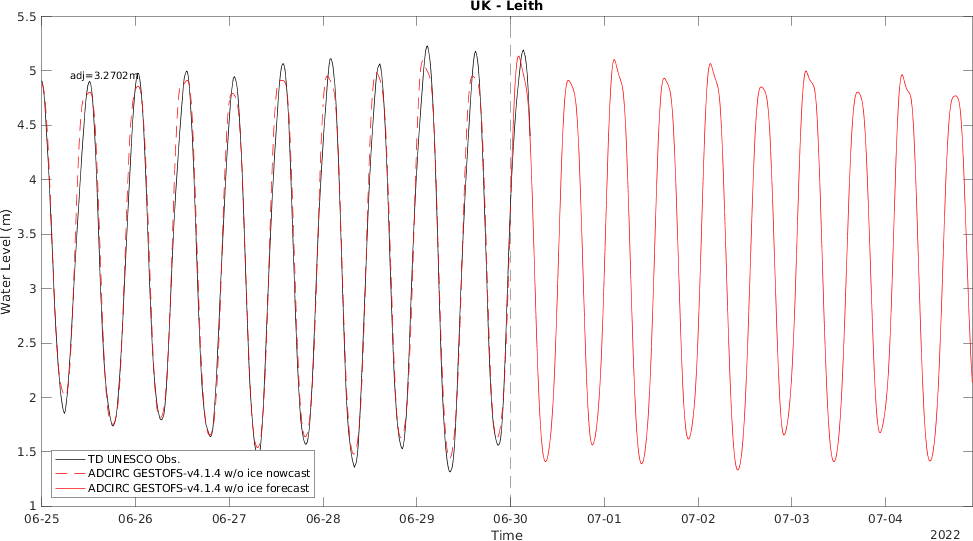 UK - Leith
5.5
5
4.5
4
3.5
3
2.5
2
1.5
1
Water Level (m)
adj=3.2702m
TD UNESCO Obs.
ADCIRC GESTOFS-v4.1.4 w/o ice nowcast
ADCIRC GESTOFS-v4.1.4 w/o ice forecast
06-25 06-26 06-27 06-28 06-29 06-30 07-01 07-02 07-03 07-04
Time
2022